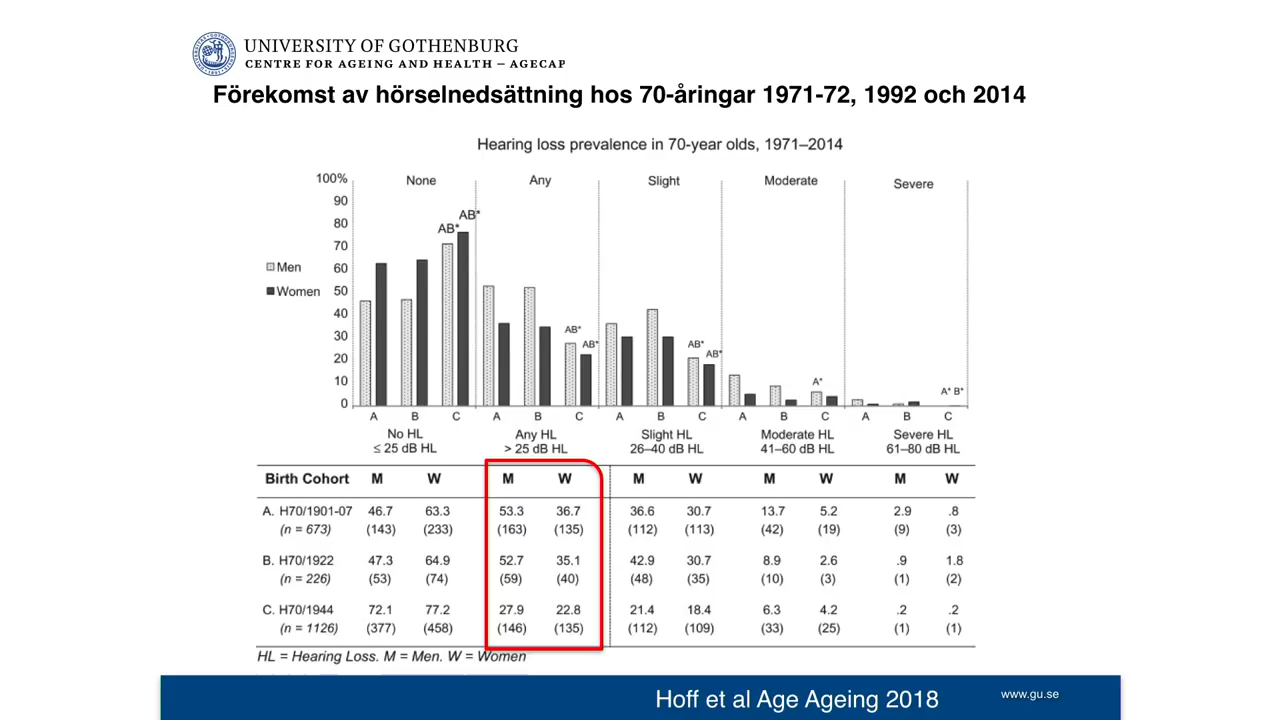 UNIVERSITY OF GOTHENBURG
CENTRE FOR AGEING AND HEALTH – AGECAP
Förekomst av hörselnedsättning hos 70-åringar 1971-72, 1992 och 2014
Hearing loss prevalence in 70-year olds, 1971–2014
100% None Any Slight Moderate Severe
90
80
70
60
50
40
30
20
10
0
Men
Women
AB* AB* AB* AB* AB* AB* A* A* B*
A B C A B C A B C A B C A B C
No HL Any HL Slight HL Moderate HL Severe HL
≤ 25 dB HL > 25 dB HL 26–40 dB HL 41–60 dB HL 61–80 dB HL
Birth Cohort M W M W M W M W M W
A. H70/1901-07 46.7 63.3 53.3 36.7 36.6 30.7 13.7 5.2 2.9 .8
(n = 673) (143) (233) (163) (135) (112) (113) (42) (19) (9) (3)
B. H70/1922 47.3 64.9 52.7 35.1 42.9 30.7 8.9 2.6 .9 1.8
(n = 226) (53) (74) (59) (40) (48) (35) (10) (3) (1) (2)
C. H70/1944 72.1 77.2 27.9 22.8 21.4 18.4 6.3 4.2 .2 .2
(n = 1126) (377) (458) (146) (135) (112) (109) (33) (25) (1) (1)
HL = Hearing Loss. M = Men. W = Women
Hoff et al Age Ageing 2018
www.gu.se